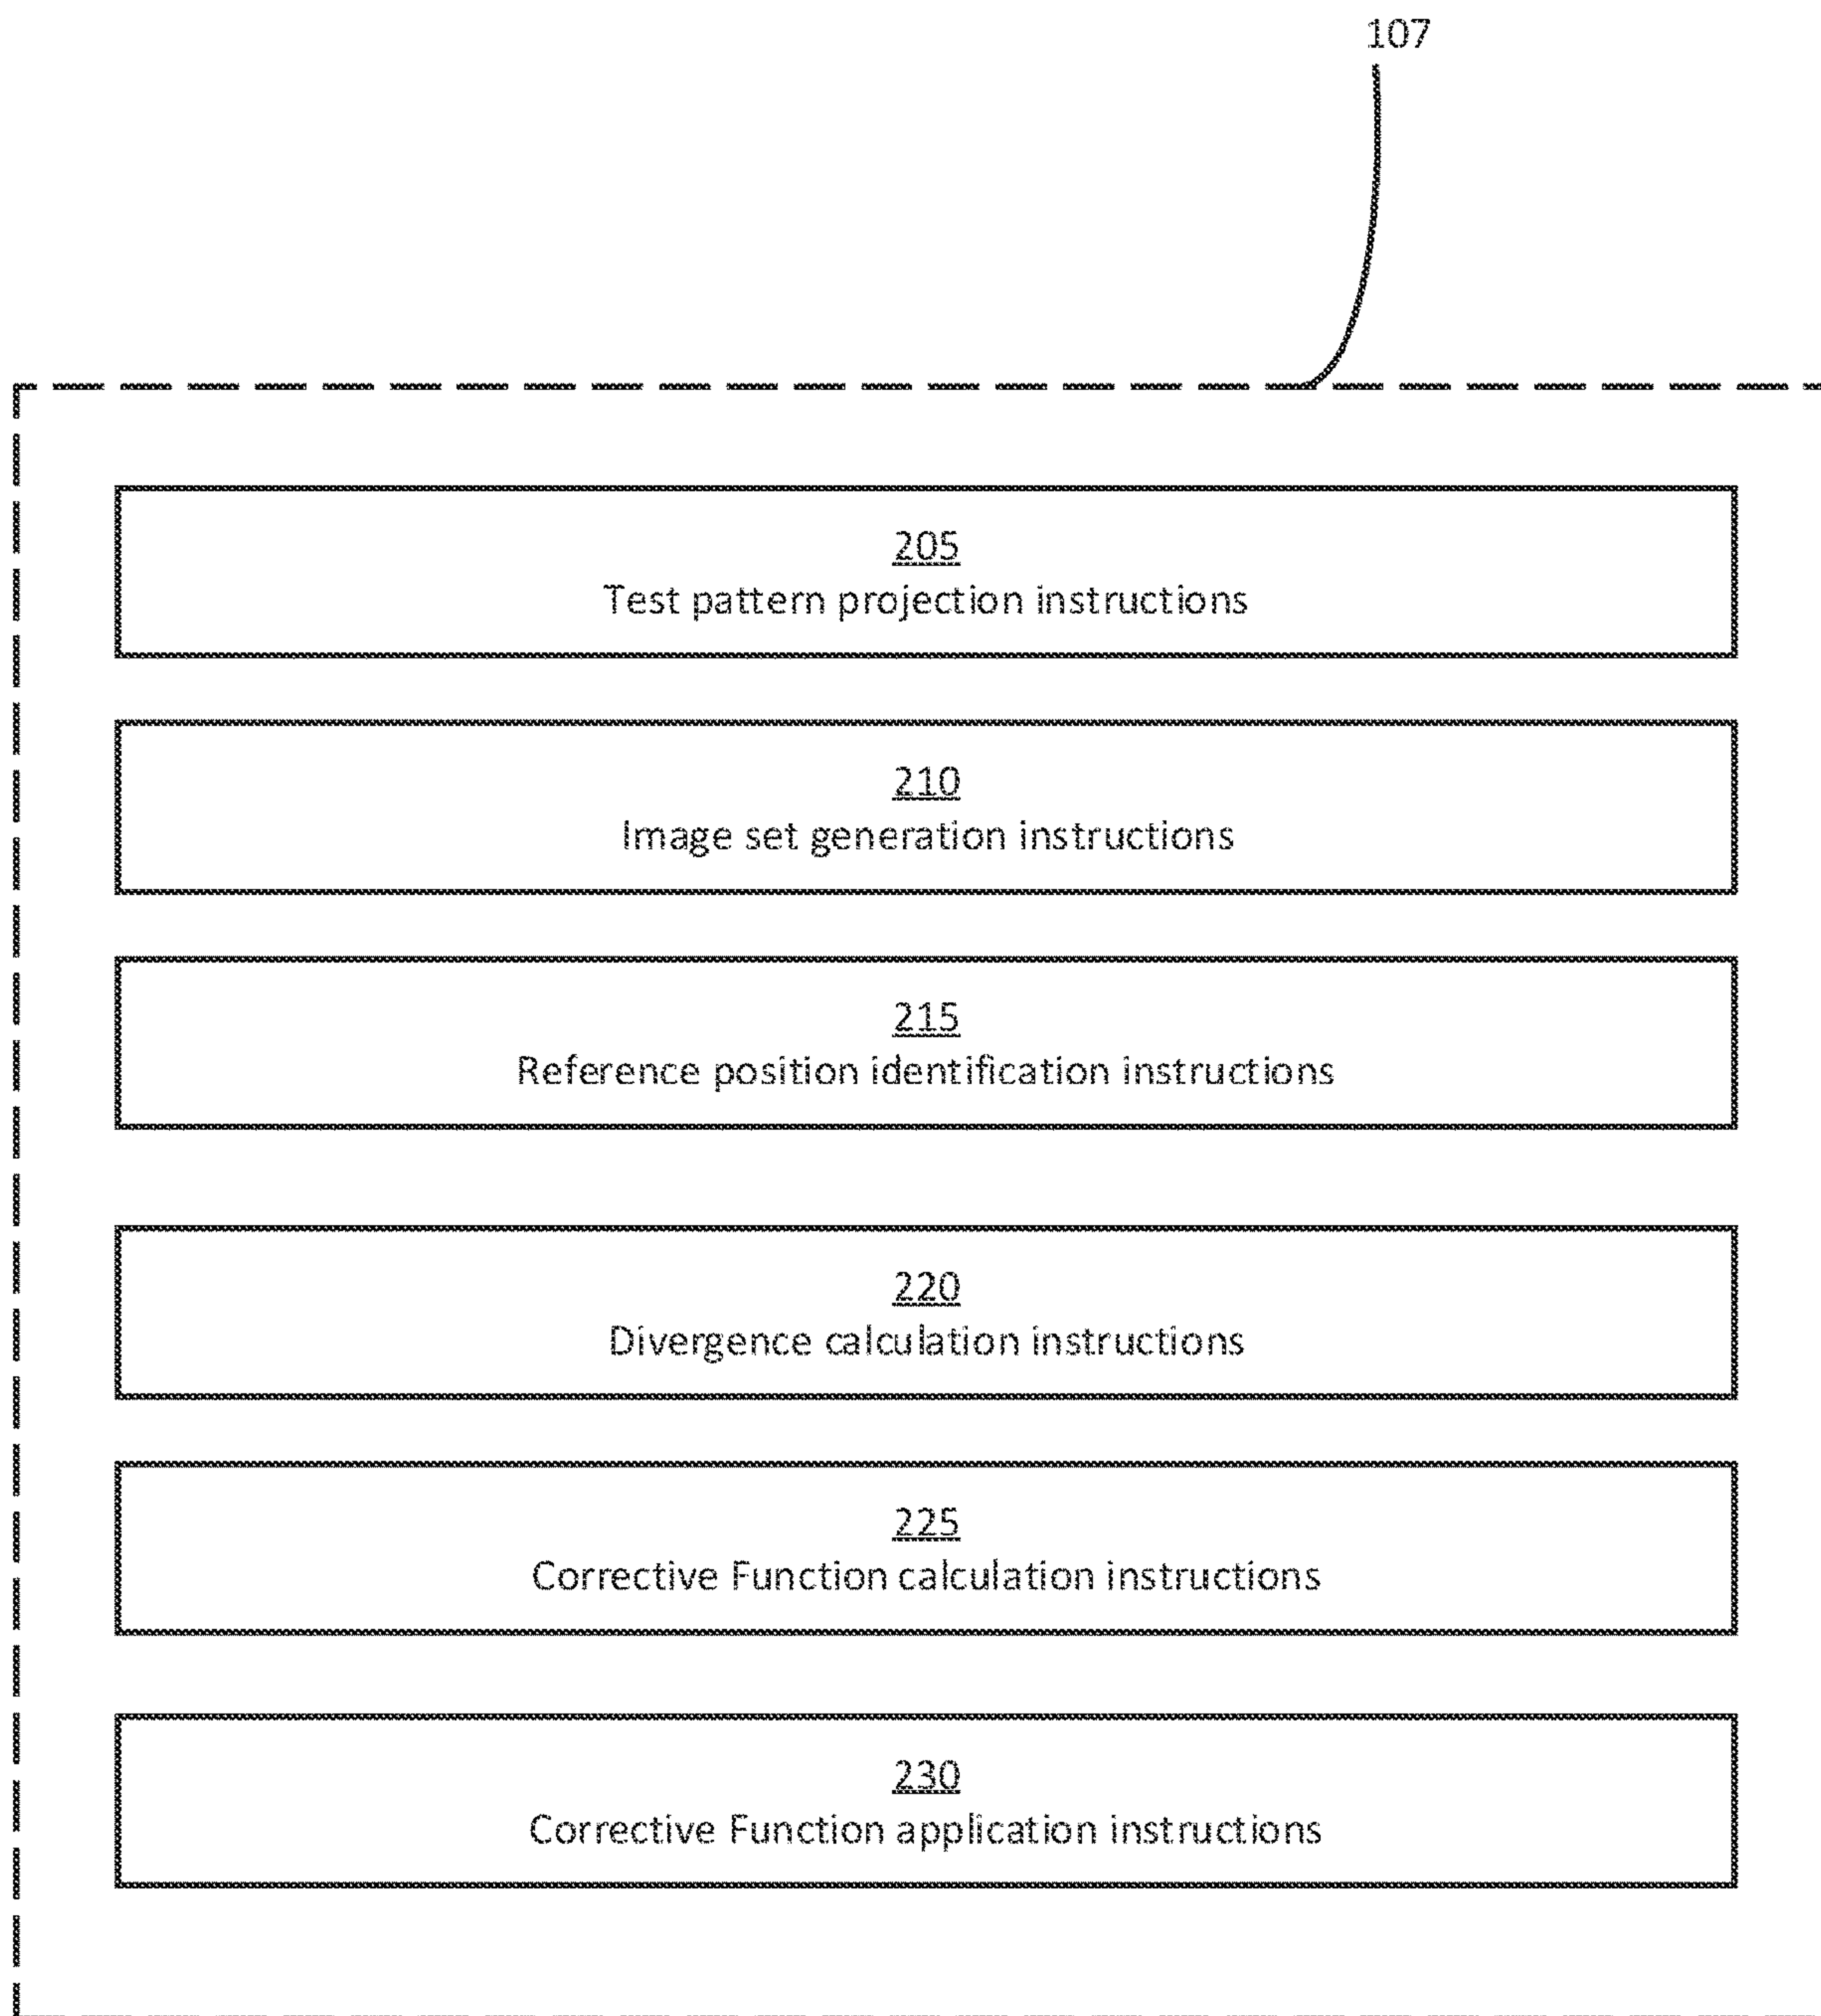 107
205
Test pattern projection instructions
210
Image set generation instructions
215
Reference position identification instructions
220
Divergence calculation instructions
225
Corrective Function calculation instructions
230
Corrective Function application instructions